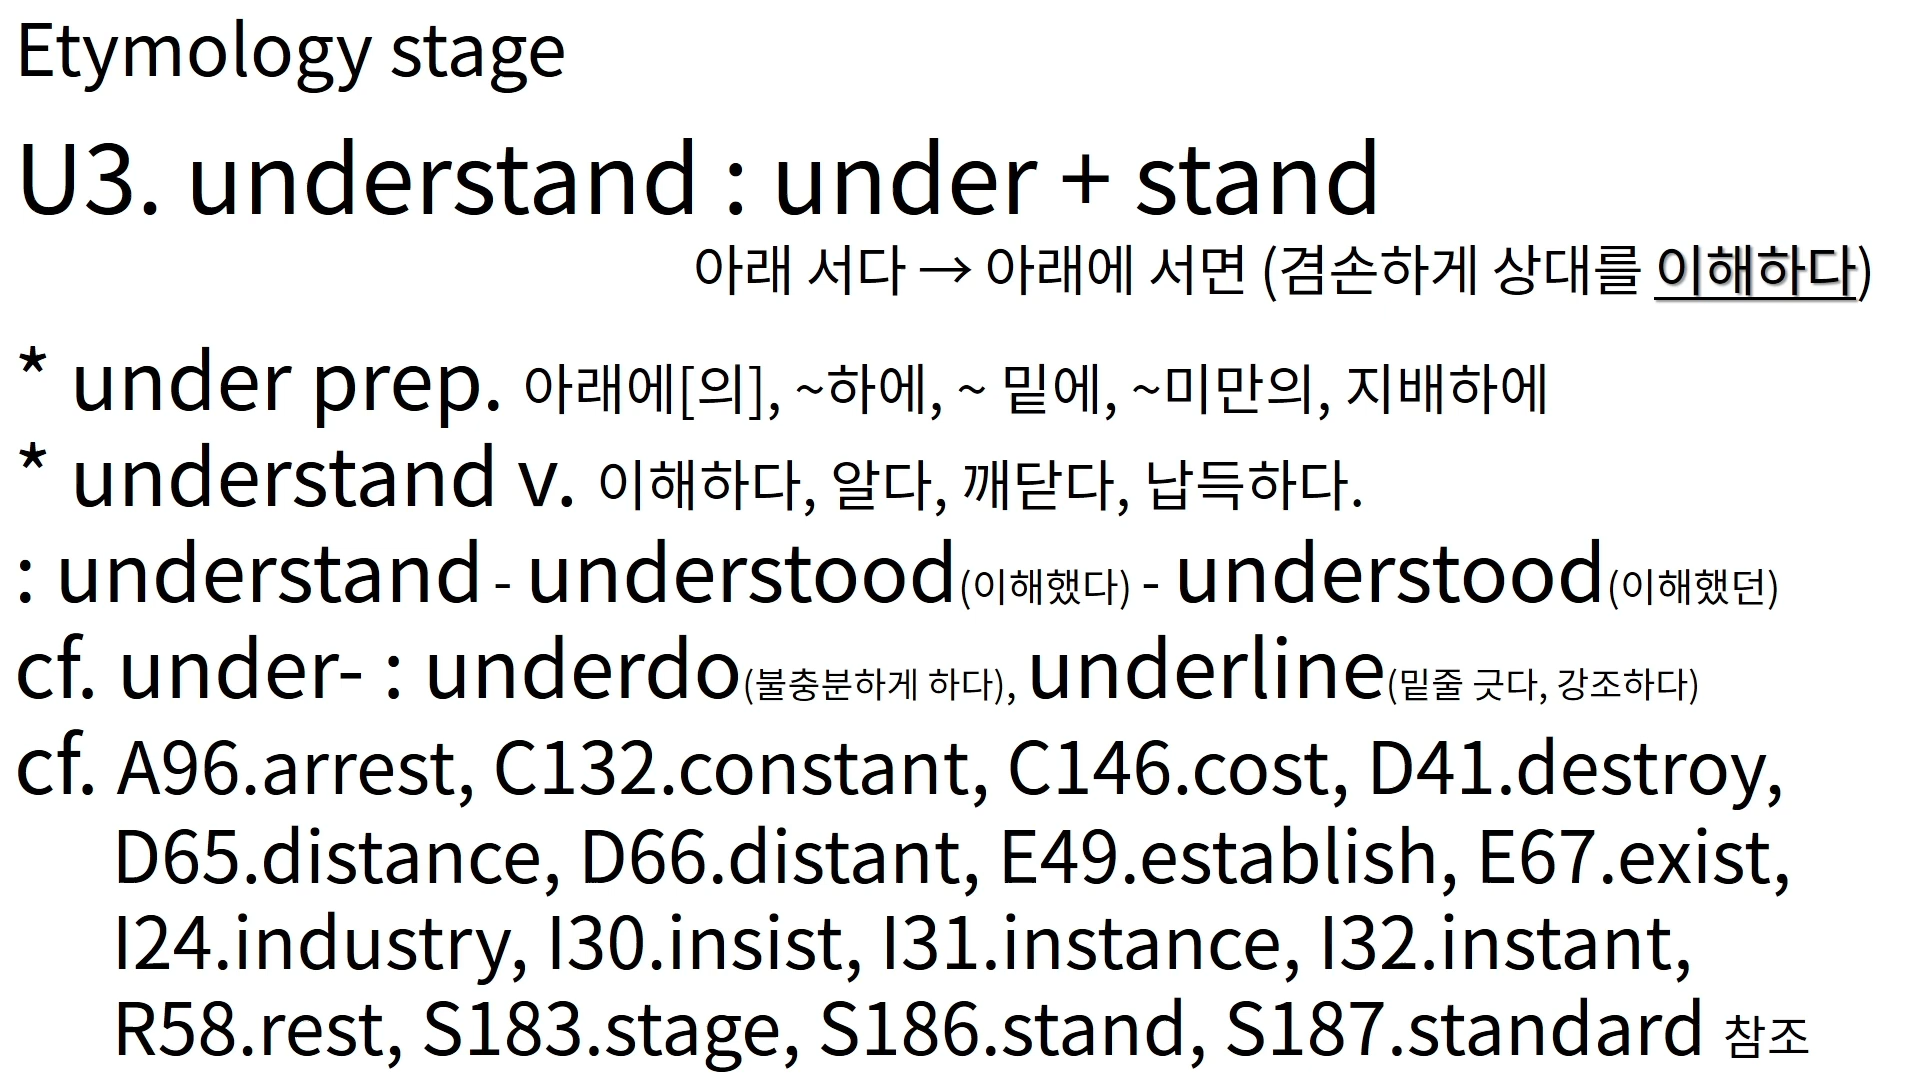 Etymology stage
U3. understand : under + stand
아래 서다 → 아래에 서면 (겸손하게 상대를 이해하다)
* under prep. 아래에[의], ~하에, ~ 밑에, ~미만의, 지배하에
* understand v. 이해하다, 알다, 깨닫다, 납득하다.
: understand - understood(이해했다) - understood(이해했던)
cf. under- : underdo(불충분하게 하다), underline(밑줄 긋다, 강조하다)
cf. A96.arrest, C132.constant, C146.cost, D41.destroy,
D65.distance, D66.distant, E49.establish, E67.exist,
I24.industry, I30.insist, I31.instance, I32.instant,
R58.rest, S183.stage, S186.stand, S187.standard 참조